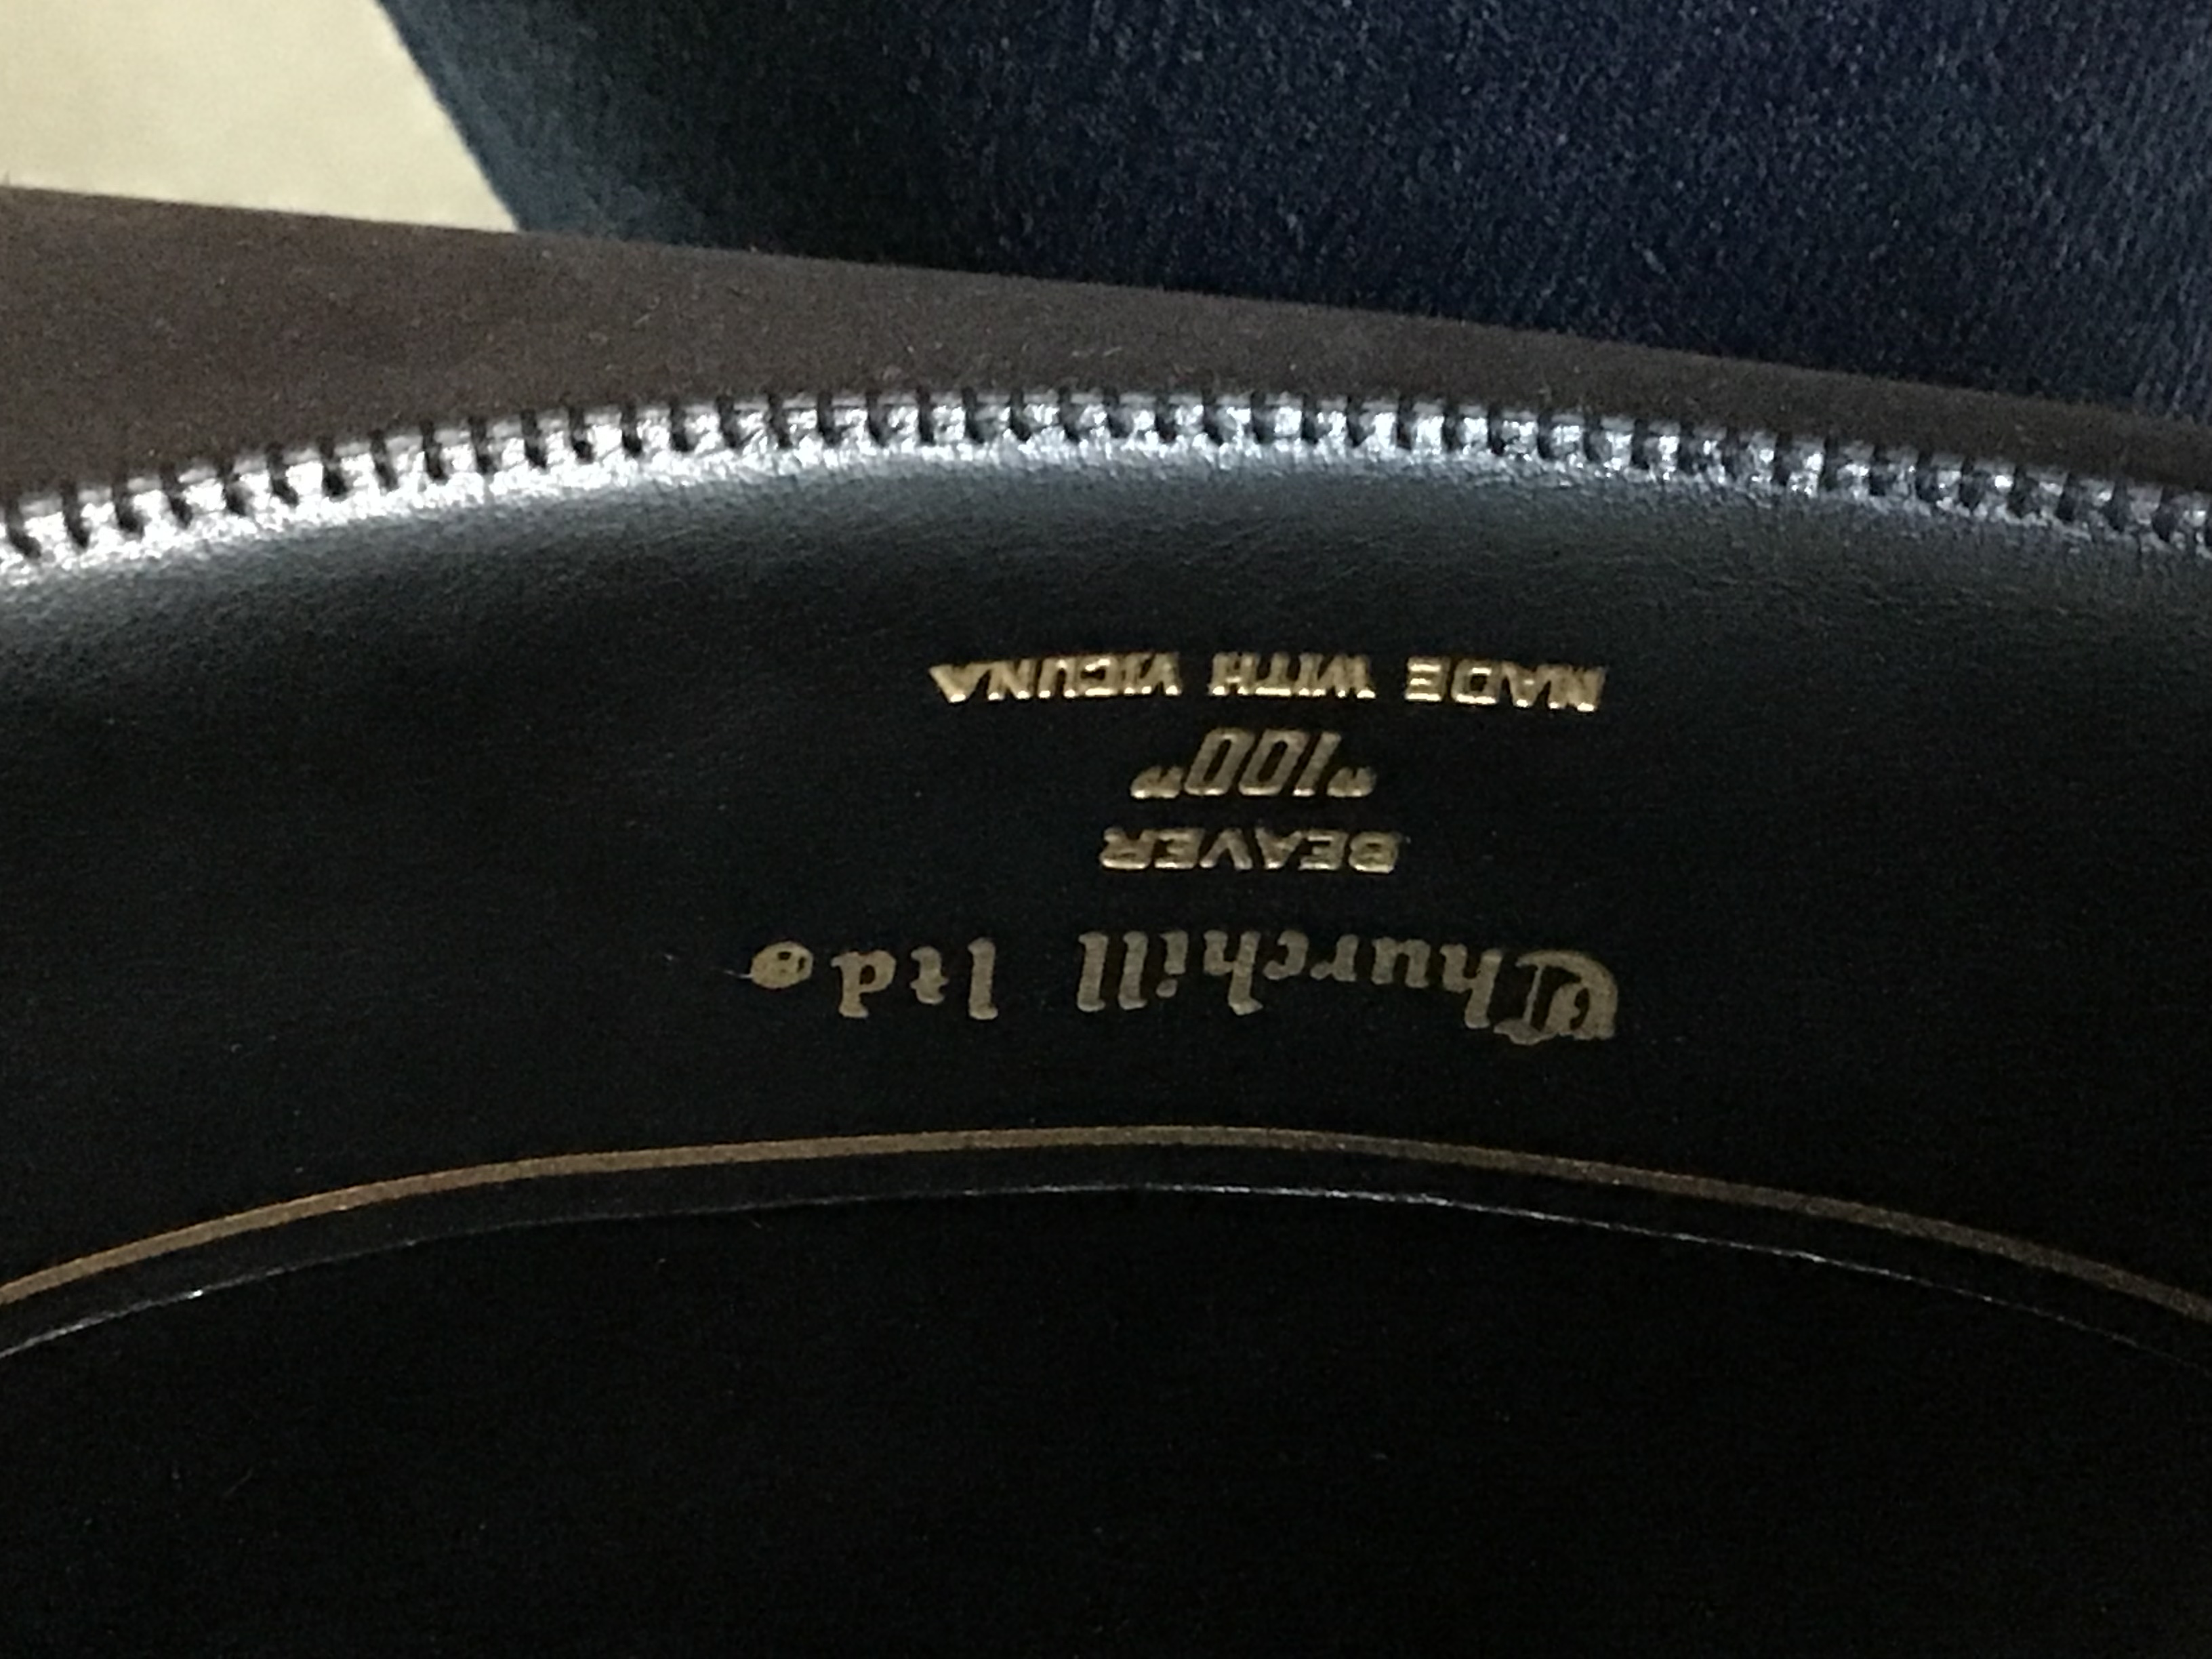 Churchill ltd®
BEAVER
"100"
MADE WITH VICUNA